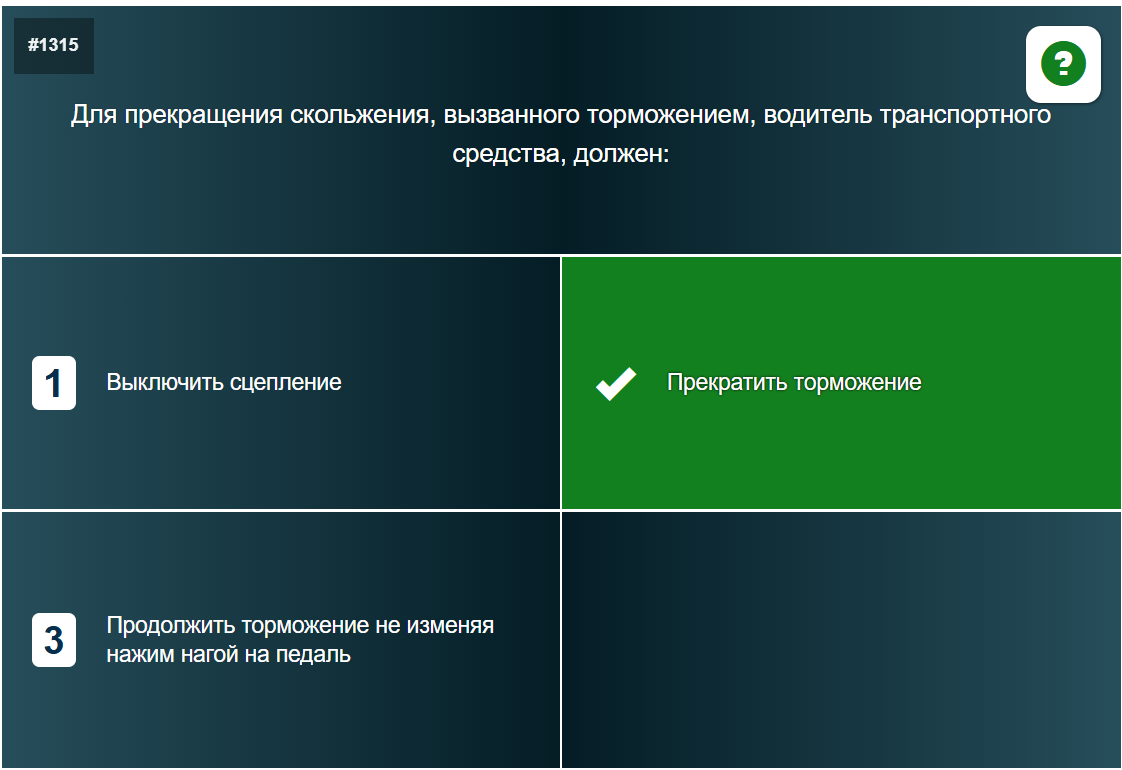 #1315
?
Для прекращения скольжения, вызванного торможением, водитель транспортного
средства, должен:
1
Выключить сцепление
Прекратить торможение
3
Продолжить торможение не изменяя
нажим нагой на педаль